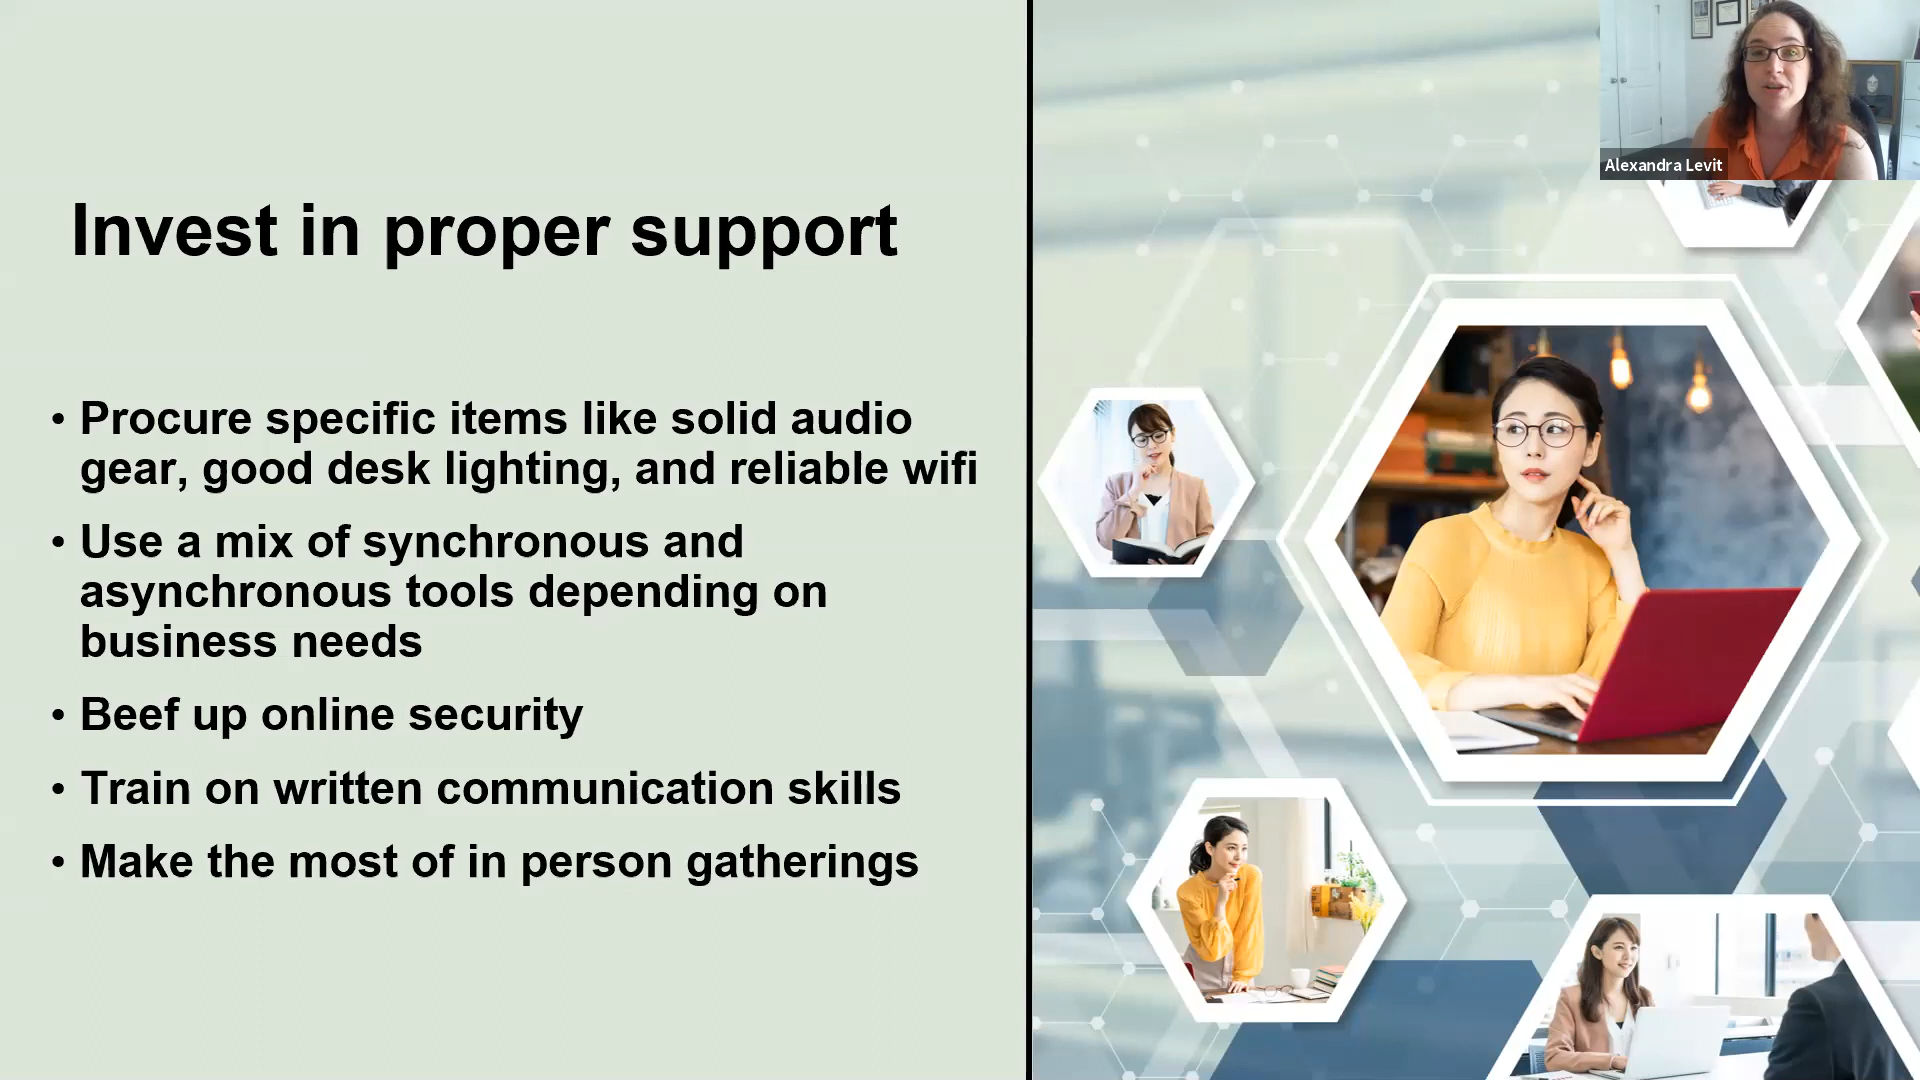 Alexandra Levit
Invest in proper support
• Procure specific items like solid audio
gear, good desk lighting, and reliable wifi
• Use a mix of synchronous and
asynchronous tools depending on
business needs
• Beef up online security
• Train on written communication skills
• Make the most of in person gatherings